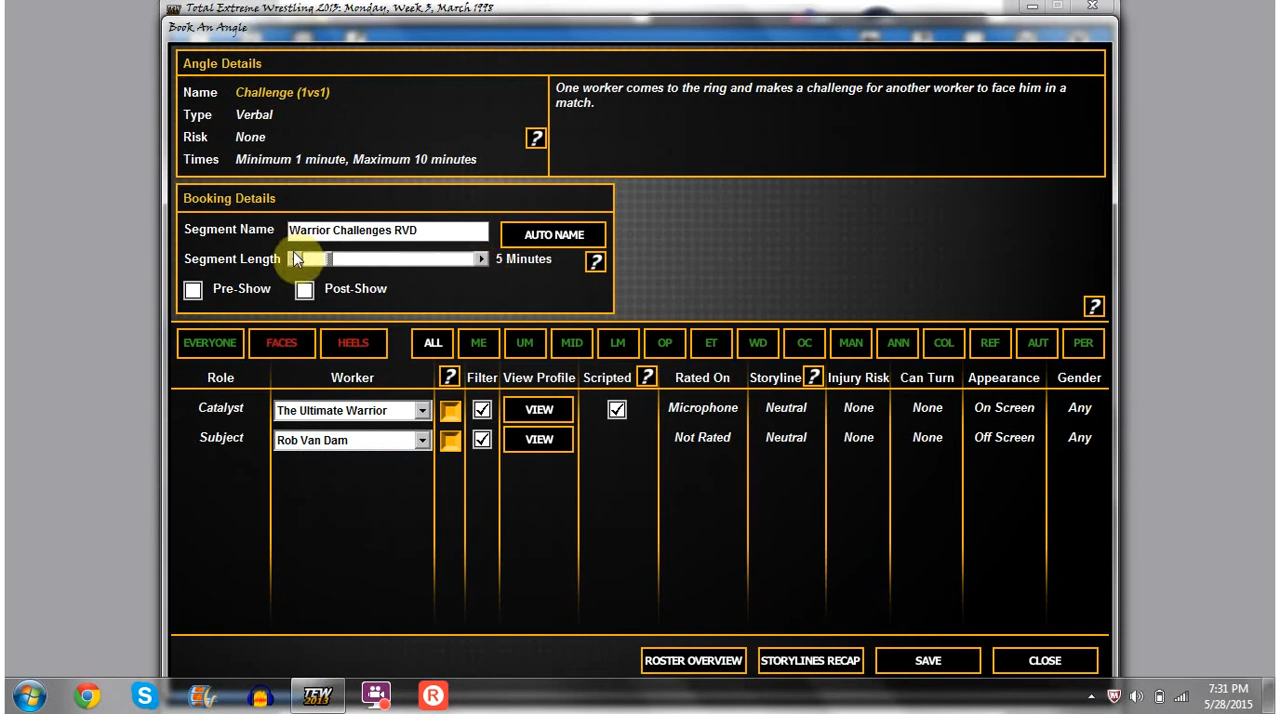 Total Extreme Wrestling 2013: Monday, Week 3, March 1998
Book An Angle
Angle Details
Name Challenge (1vs1)
Type Verbal
Risk None
?
Times Minimum 1 minute, Maximum 10 minutes
One worker comes to the ring and makes a challenge for another worker to face him in a
match.
Booking Details
Segment Name Warrior Challenges RVD AUTO NAME
Segment Length 5 Minutes ?
Pre-Show Post-Show
?
EVERYONE FACES HEELS ALL ME UM MID LM OP ET WD OC MAN ANN COL REF AUT PER
Role Worker ? Filter View Profile Scripted ? Rated On Storyline ? Injury Risk Can Turn Appearance Gender
Catalyst The Ultimate Warrior VIEW Microphone Neutral None None On Screen Any
Subject Rob Van Dam VIEW Not Rated Neutral None None Off Screen Any
ROSTER OVERVIEW STORYLINES RECAP SAVE CLOSE
TEW 2013
R
7:31 PM
5/28/2015